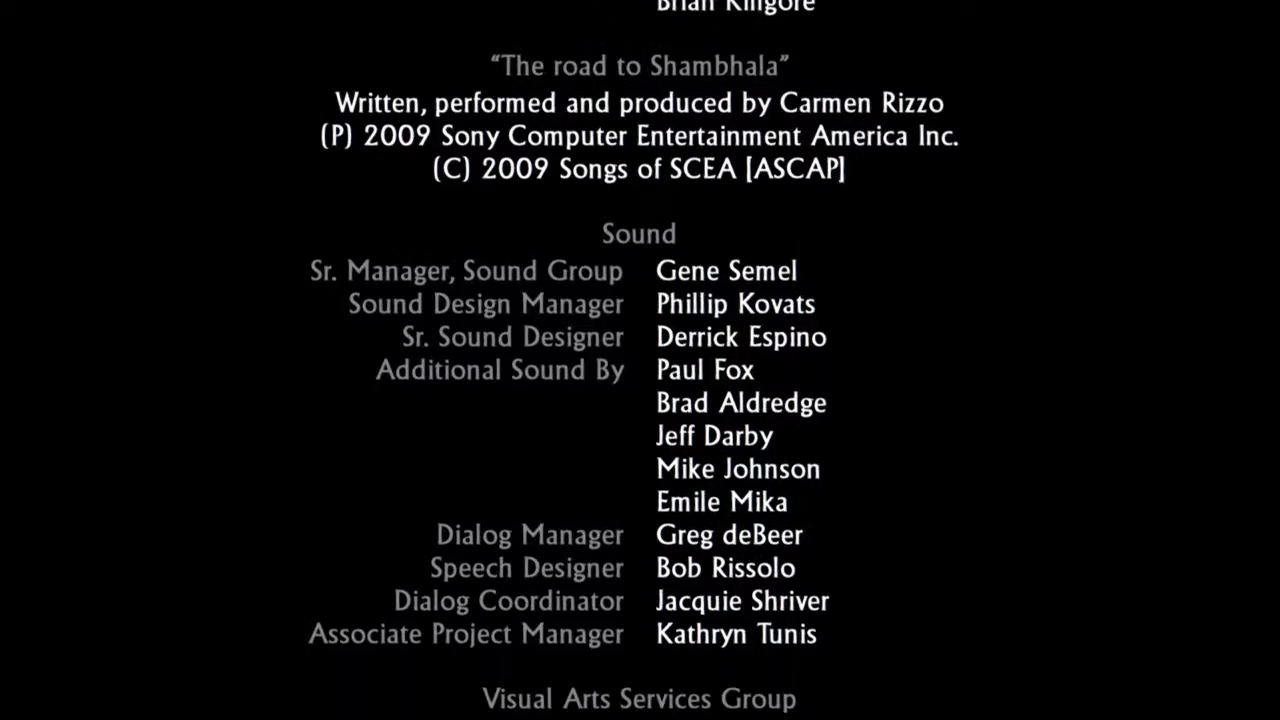 Brian Killgore
“The road to Shambhala”
Written, performed and produced by Carmen Rizzo
(P) 2009 Sony Computer Entertainment America Inc.
(C) 2009 Songs of SCEA [ASCAP]
Sound
Sr. Manager, Sound Group Gene Semel
Sound Design Manager Phillip Kovats
Sr. Sound Designer Derrick Espino
Additional Sound By Paul Fox
Brad Aldredge
Jeff Darby
Mike Johnson
Emile Mika
Dialog Manager Greg deBeer
Speech Designer Bob Rissolo
Dialog Coordinator Jacquie Shriver
Associate Project Manager Kathryn Tunis
Visual Arts Services Group